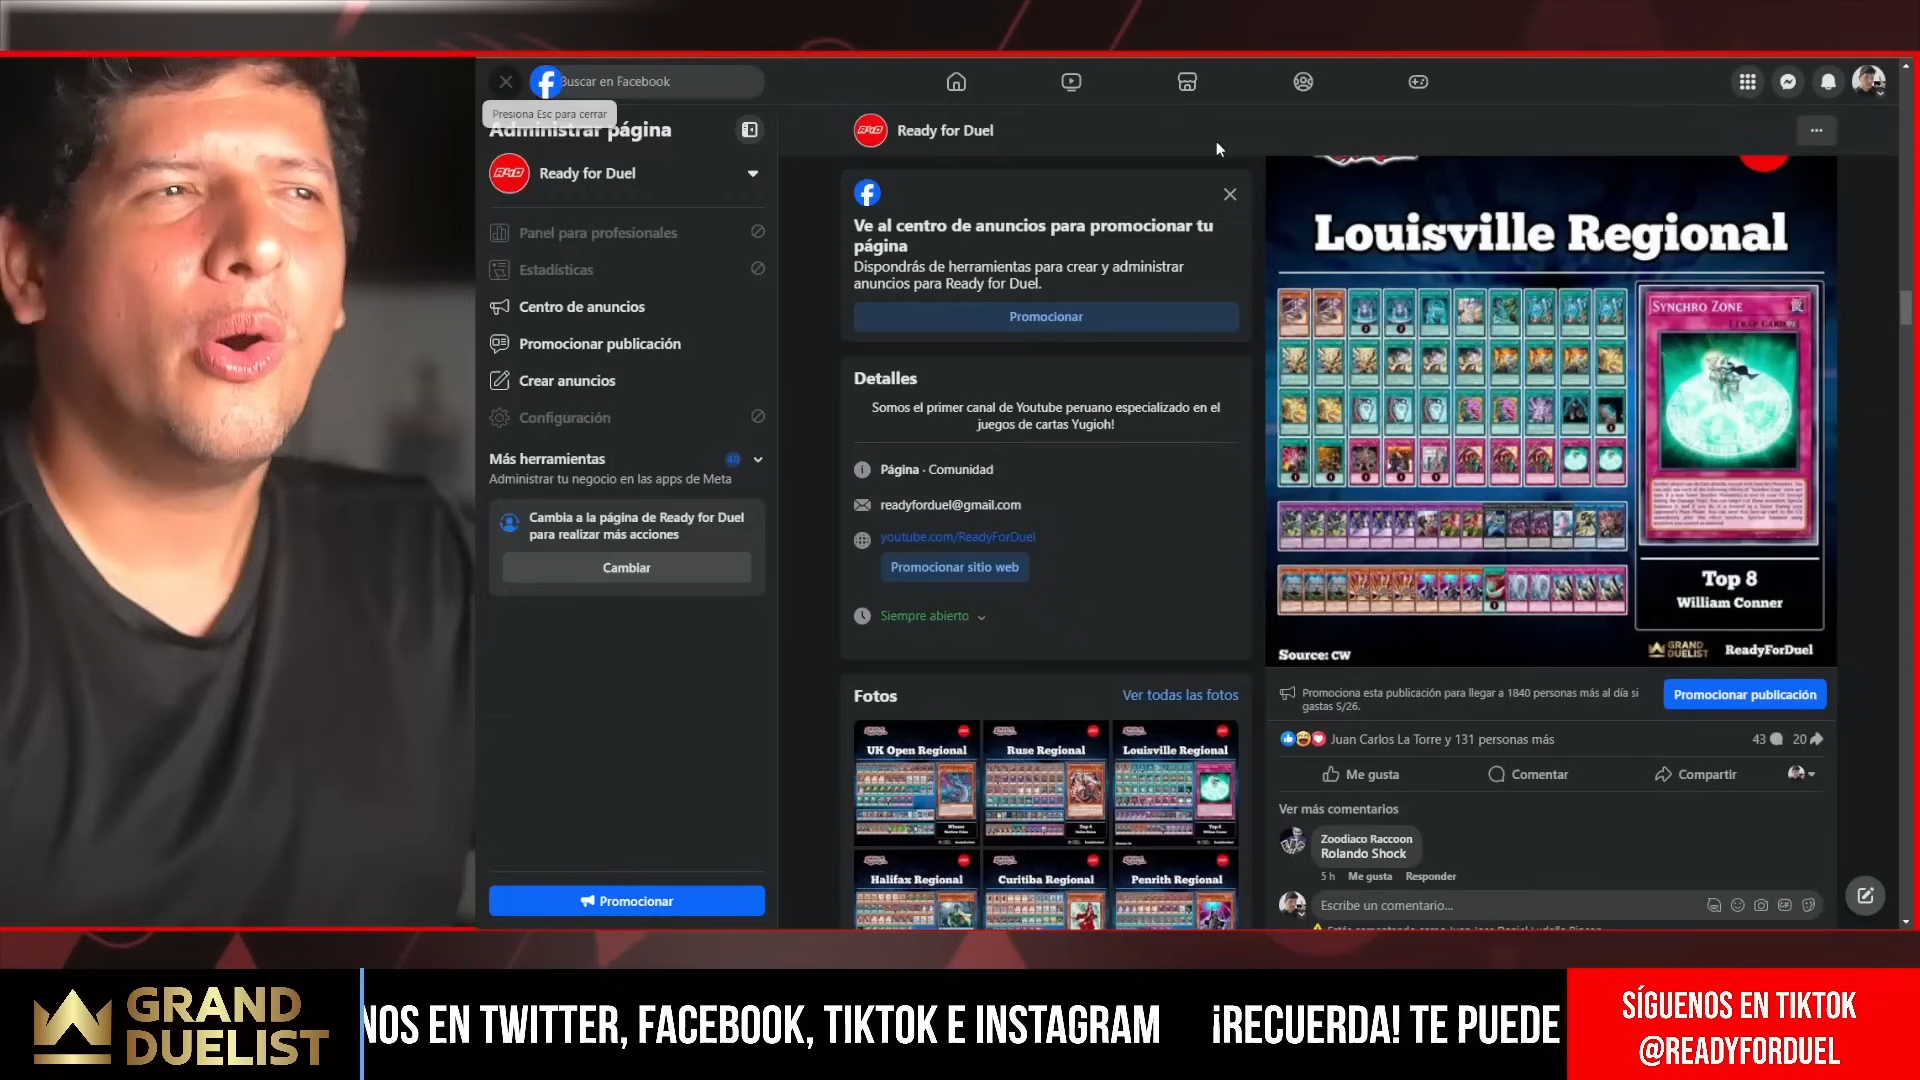 Buscar en Facebook
Presiona Esc para cerrar
Administrar página
Ready for Duel
Panel para profesionales
Estadísticas
Centro de anuncios
Promocionar publicación
Crear anuncios
Configuración
Más herramientas
40
Administrar tu negocio en las apps de Meta
Cambia a la página de Ready for Duel
para realizar más acciones
Cambiar
Promocionar
R4D
Ready for Duel
Ve al centro de anuncios para promocionar tu
página
Dispondrás de herramientas para crear y administrar
anuncios para Ready for Duel.
Promocionar
Detalles
Somos el primer canal de Youtube peruano especializado en el
juegos de cartas Yugioh!
Página · Comunidad
readyforduel@gmail.com
youtube.com/ReadyForDuel
Promocionar sitio web
Siempre abierto
Fotos
Ver todas las fotos
UK Open Regional
Ruse Regional
Louisville Regional
Halifax Regional
Curitiba Regional
Penrith Regional
Louisville Regional
SYNCHRO ZONE
Top 8
William Conner
Source: CW
GRAND
DUELIST
ReadyForDuel
Promociona esta publicación para llegar a 1840 personas más al día si
gastas S/26.
Promocionar publicación
Juan Carlos La Torre y 131 personas más
43
20
Me gusta
Comentar
Compartir
Ver más comentarios
Zoodiaco Raccoon
Rolando Shock
5 h
Me gusta
Responder
Escribe un comentario...
GRAND
DUELIST
NOS EN TWITTER, FACEBOOK, TIKTOK E INSTAGRAM
¡RECUERDA! TE PUEDE
SÍGUENOS EN TIKTOK
@READYFORDUEL